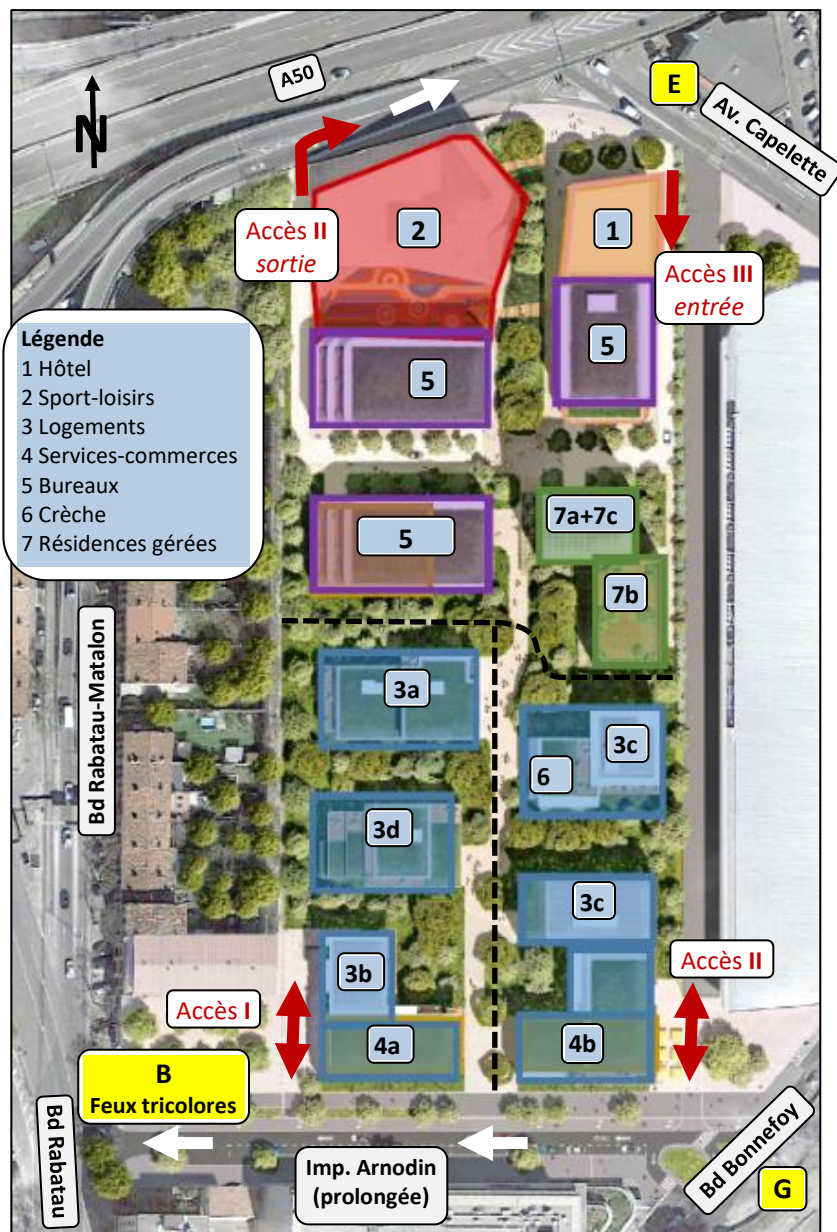 A50
E
Av. Capelette
N
Accès II
sortie
2
1
Accès III
entrée
Légende
1 Hôtel
2 Sport-loisirs
3 Logements
4 Services-commerces
5 Bureaux
6 Crèche
7 Résidences gérées
5
5
5
7a+7c
7b
Bd Rabatau-Matalon
3a
3c
6
3d
3c
3b
Accès I
Accès II
4a
4b
B
Feux tricolores
Bd Rabatau
Imp. Arnodin
(prolongée)
Bd Bonnefoy
G